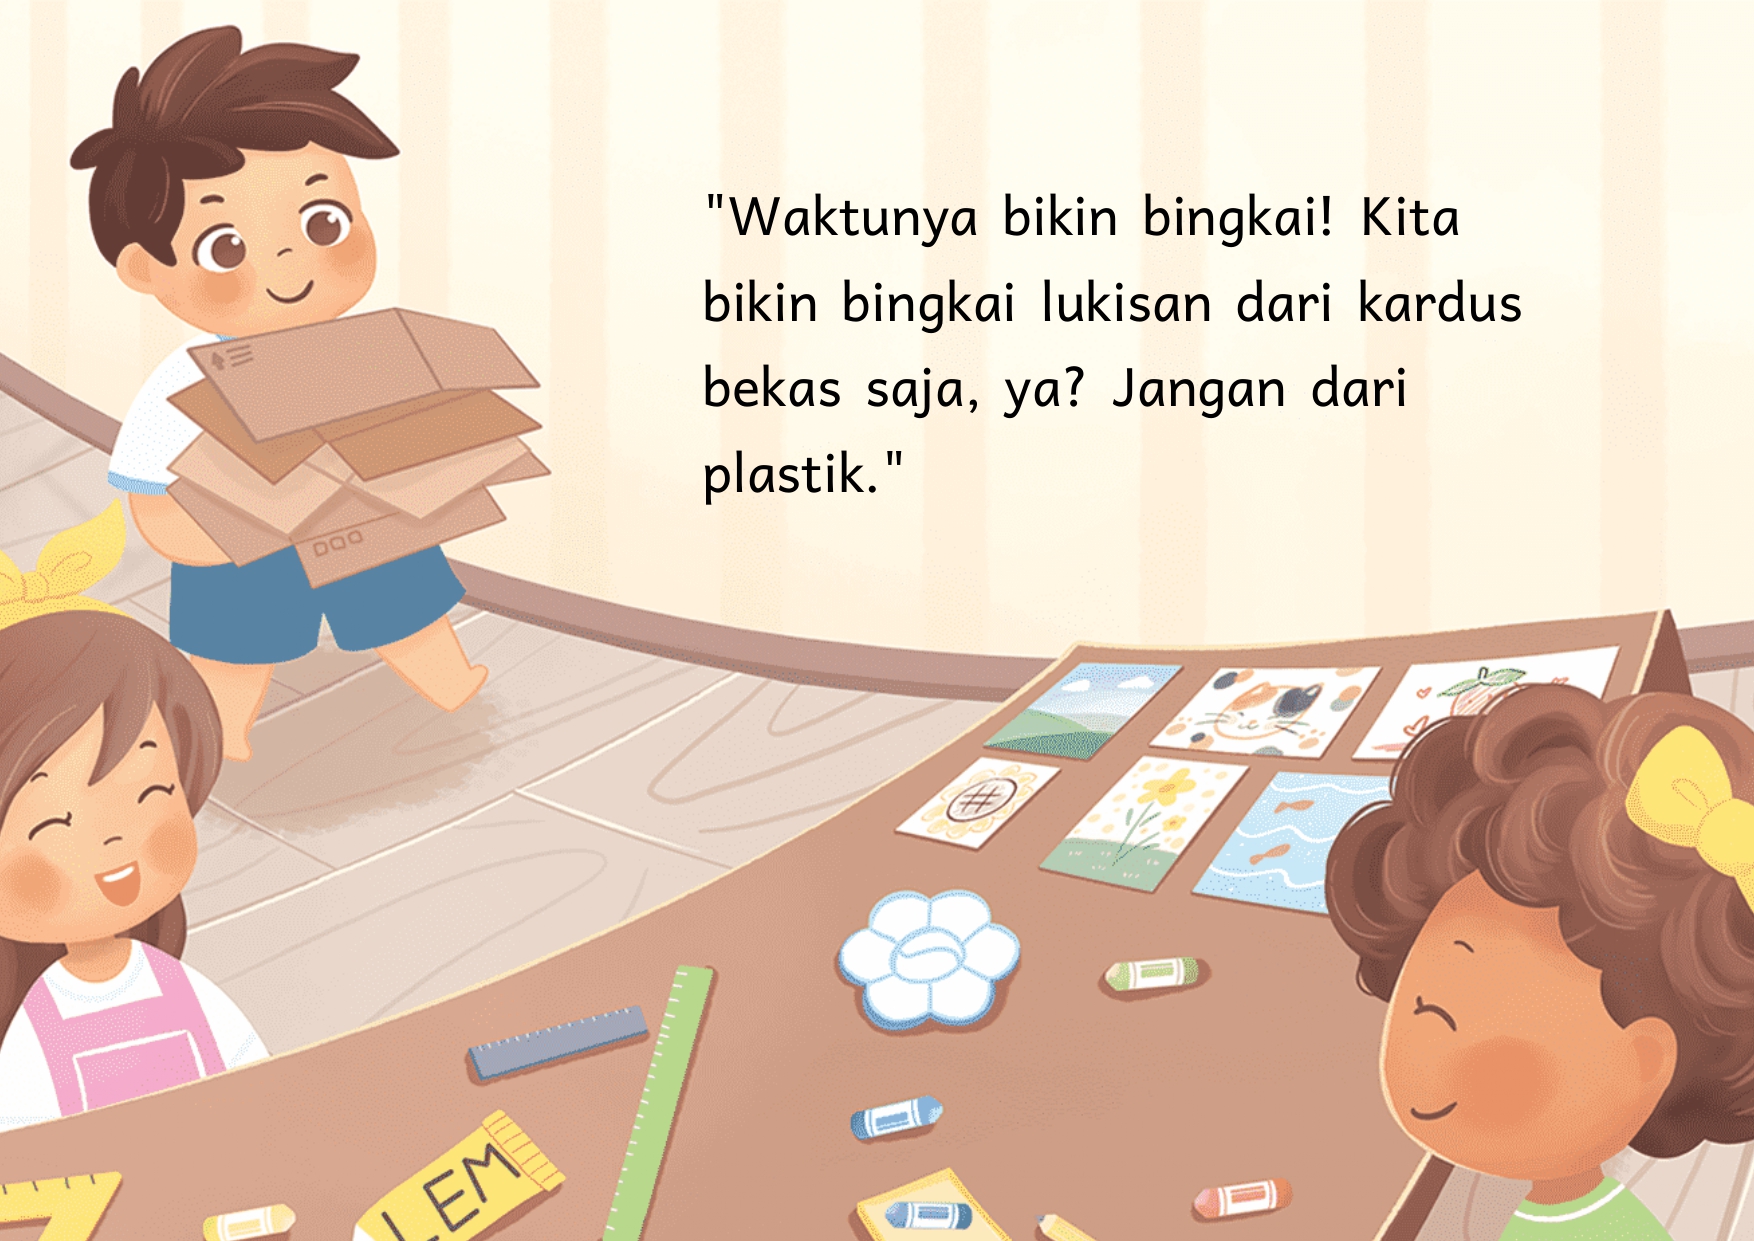 "Waktunya bikin bingkai! Kita
bikin bingkai lukisan dari kardus
bekas saja, ya? Jangan dari
plastik."
LEM